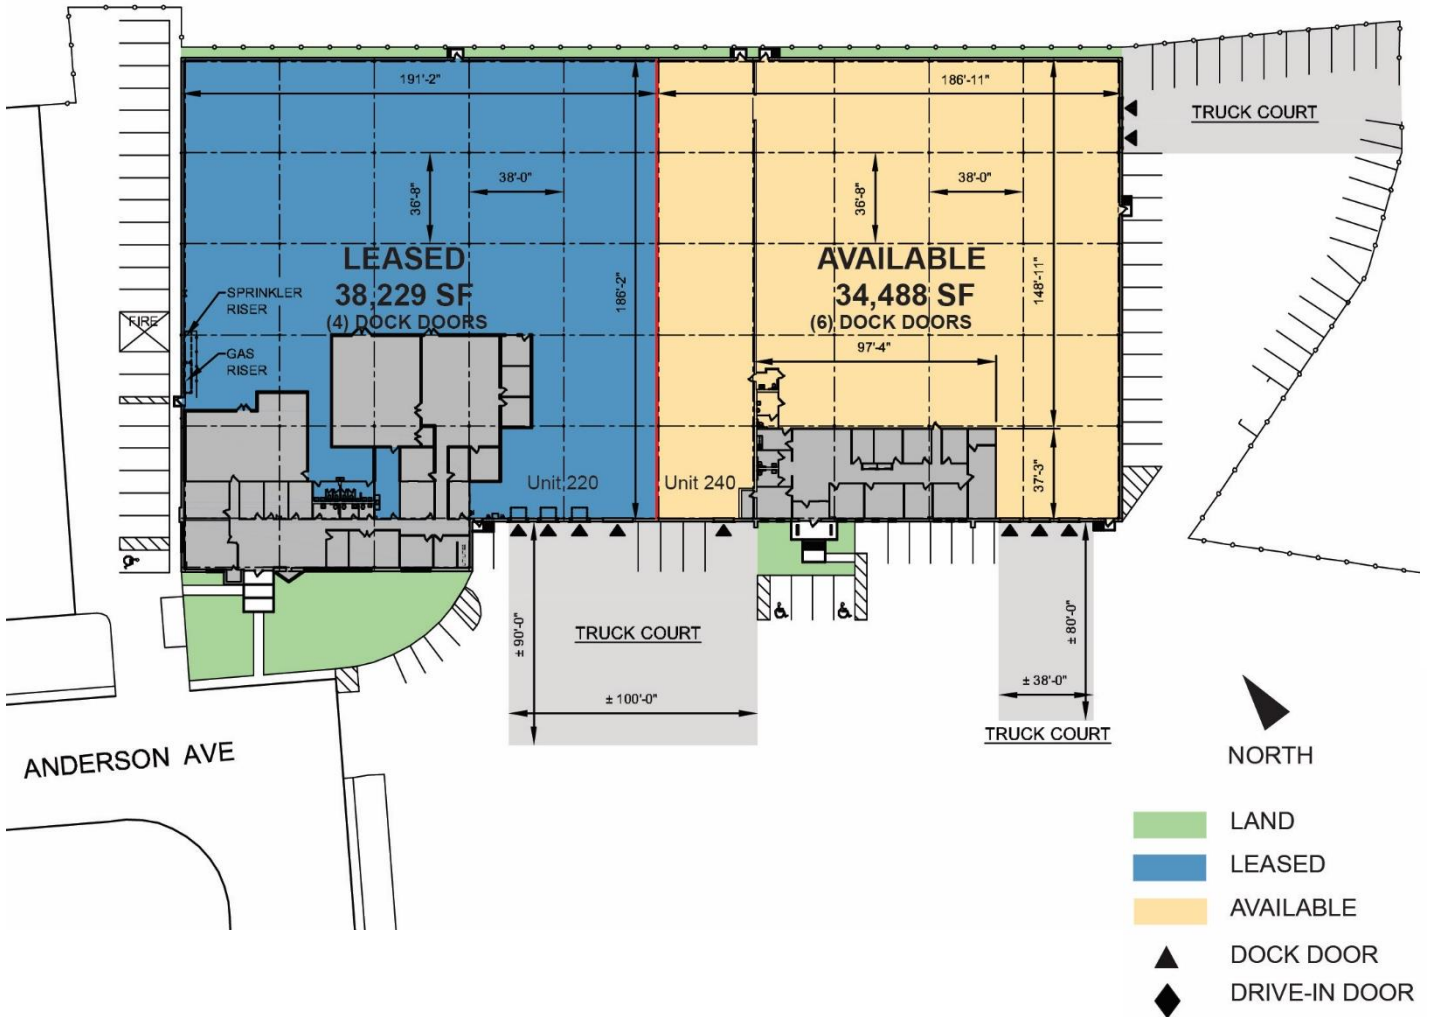 191'-2"
186'-11"
TRUCK COURT
38'-0"
38'-0"
36'-8"
36'-8"
LEASED
38,229 SF
(4) DOCK DOORS
186'-2"
AVAILABLE
34,488 SF
(6) DOCK DOORS
148'-11"
SPRINKLER
RISER
FIRE
GAS
RISER
97'-4"
Unit 220
Unit 240
37'-3"
± 90'-0"
TRUCK COURT
± 100'-0"
± 80'-0"
± 38'-0"
TRUCK COURT
ANDERSON AVE
NORTH
LAND
LEASED
AVAILABLE
DOCK DOOR
DRIVE-IN DOOR